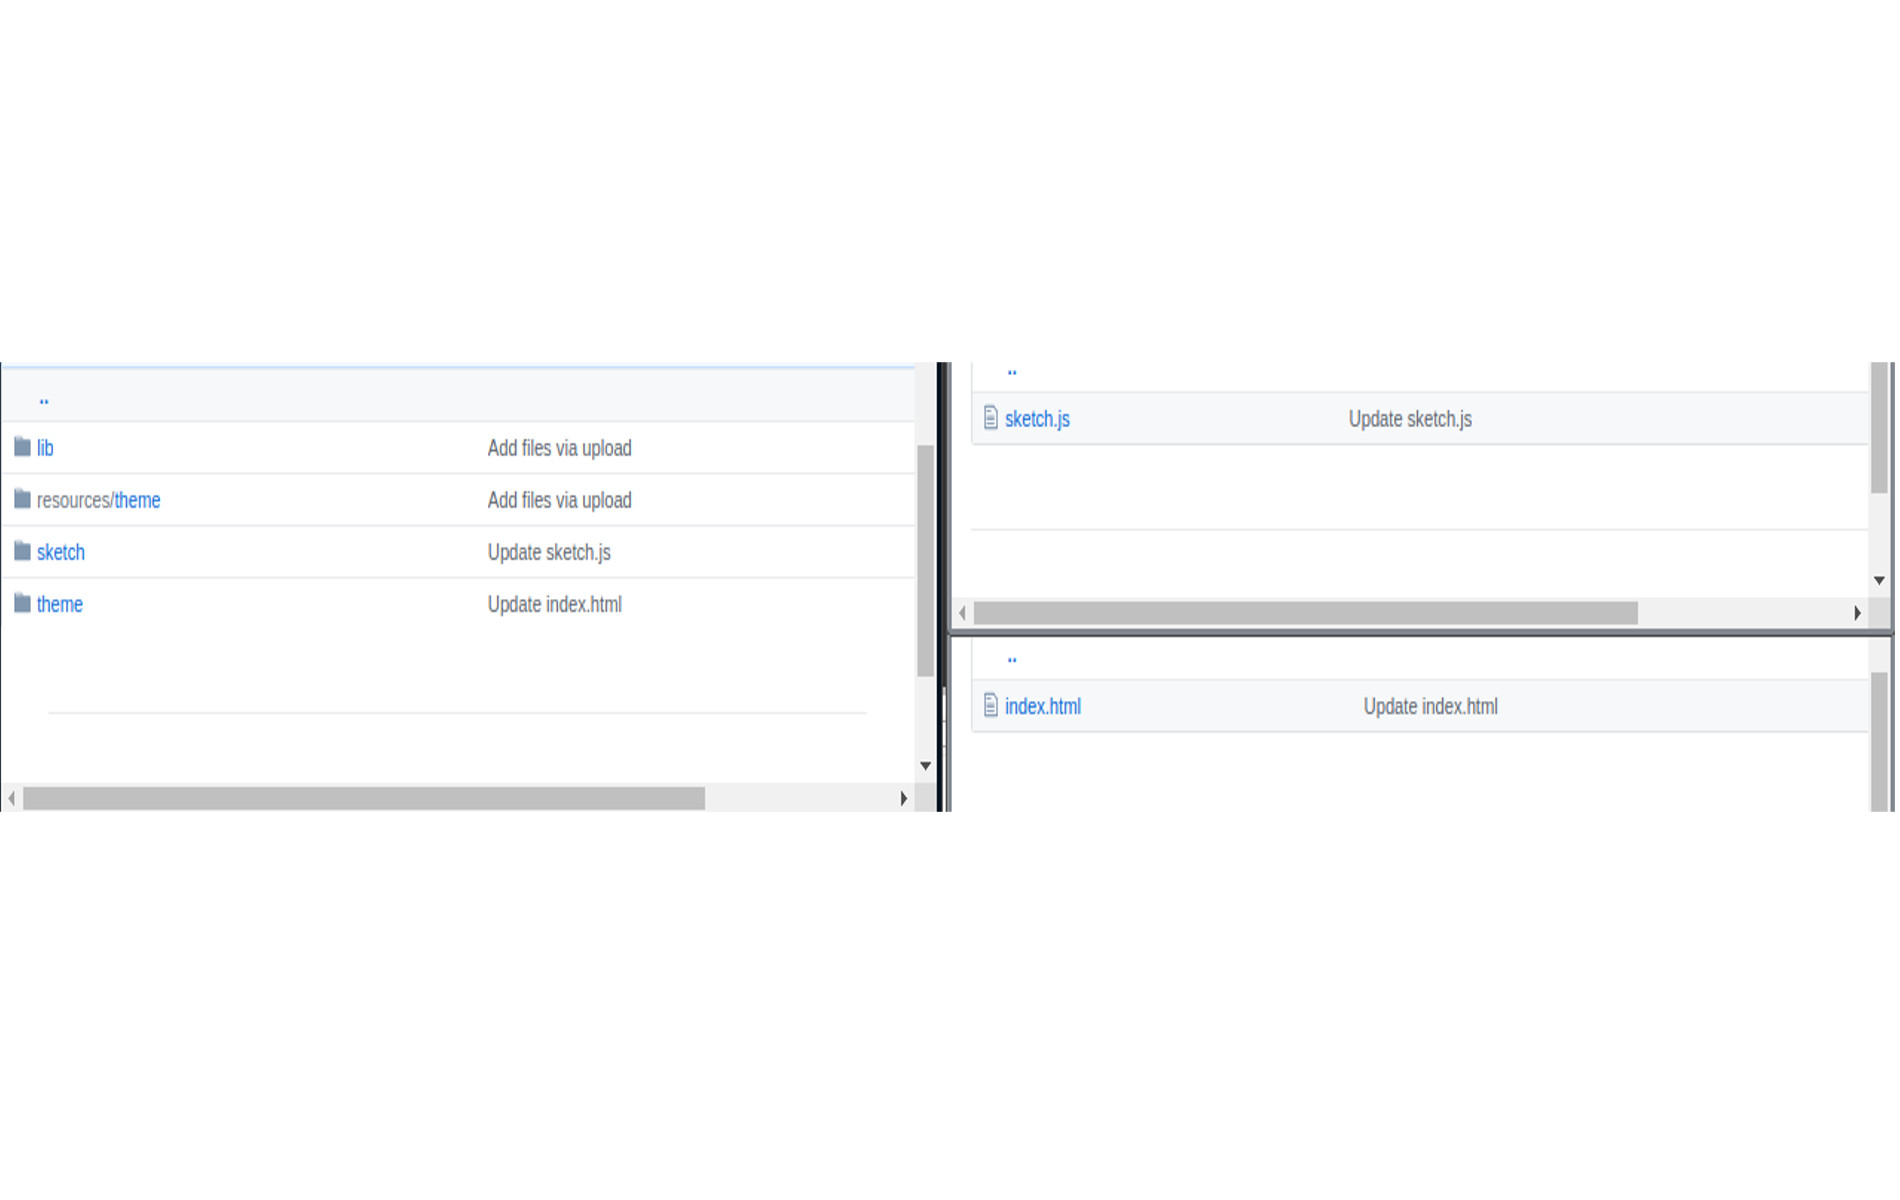 ..
lib Add files via upload
resources/theme Add files via upload
sketch Update sketch.js
theme Update index.html
..
sketch.js Update sketch.js
..
index.html Update index.html